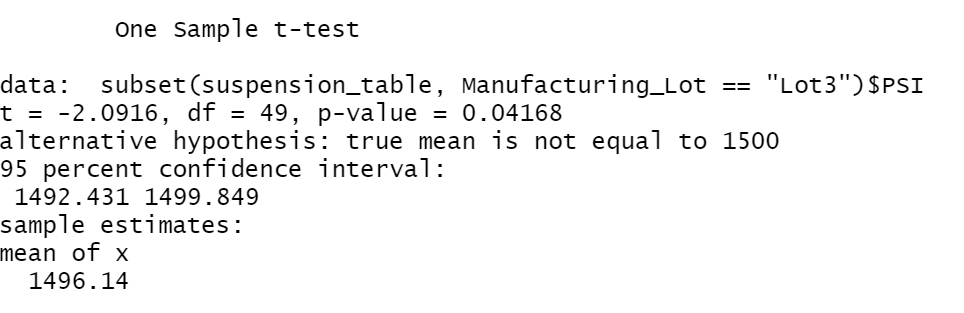 One Sample t-test
data:  subset(suspension_table, Manufacturing_Lot == "Lot3")$PSI
t = -2.0916, df = 49, p-value = 0.04168
alternative hypothesis: true mean is not equal to 1500
95 percent confidence interval:
1492.431 1499.849
sample estimates:
mean of x
1496.14